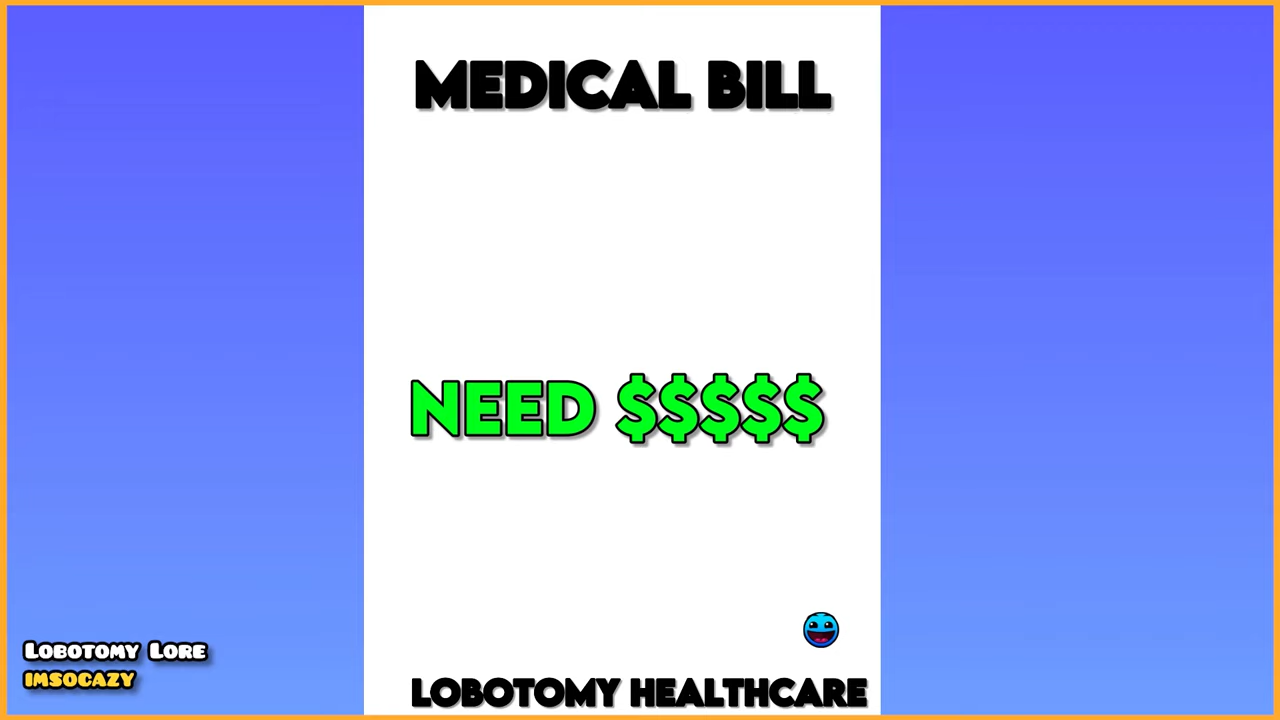 MEDICAL BILL
NEED $$$$$
LOBOTOMY LORE
IMSOCAZY
LOBOTOMY HEALTHCARE